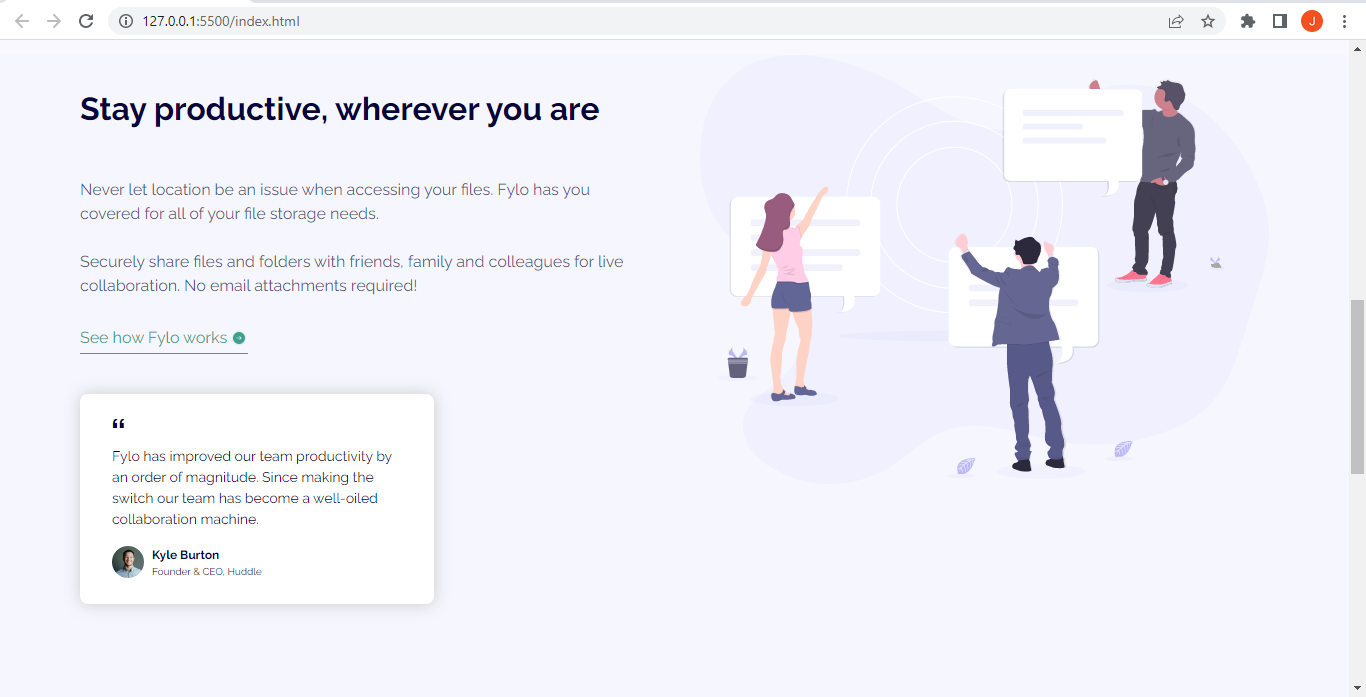 127.0.0.1:5500/index.html
J
Stay productive, wherever you are
Never let location be an issue when accessing your files. Fylo has you
covered for all of your file storage needs.
Securely share files and folders with friends, family and colleagues for live
collaboration. No email attachments required!
See how Fylo works
“
Fylo has improved our team productivity by
an order of magnitude. Since making the
switch our team has become a well-oiled
collaboration machine.
Kyle Burton
Founder & CEO, Huddle